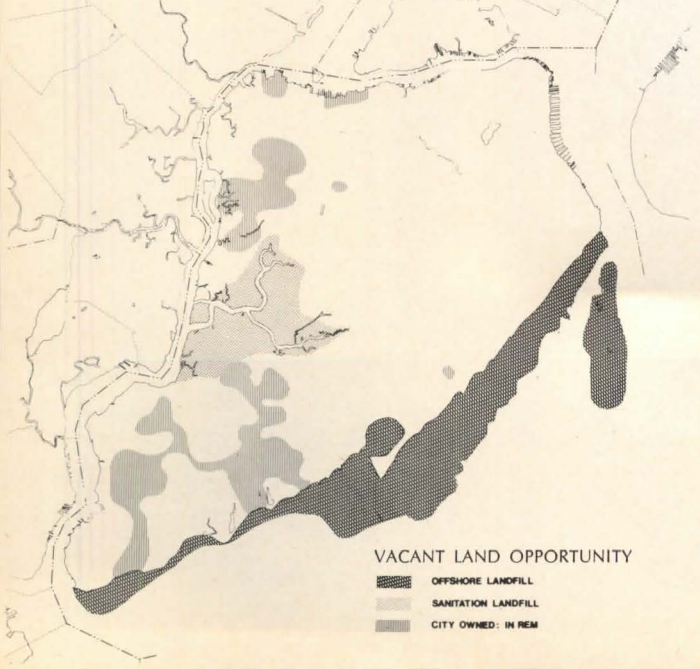 VACANT LAND OPPORTUNITY
OFFSHORE LANDFILL
SANITATION LANDFILL
CITY OWNED: IN REM